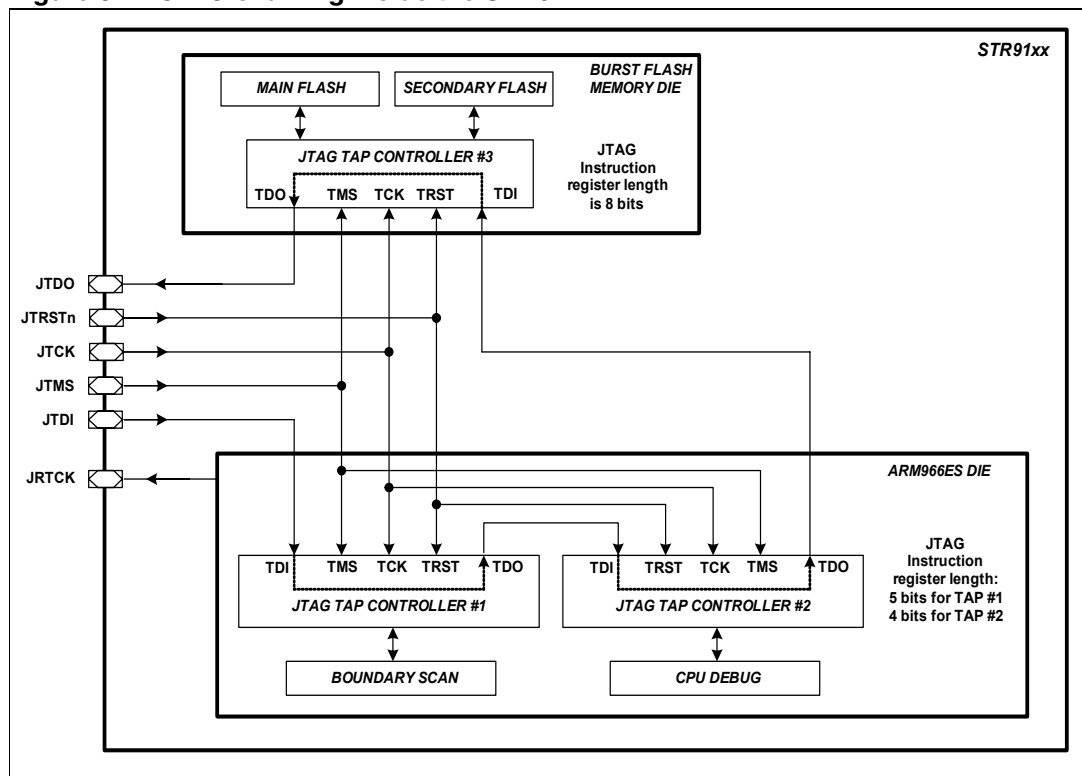 STR91xx
BURST FLASH
MEMORY DIE
MAIN FLASH
SECONDARY FLASH
JTAG TAP CONTROLLER #3
TDO TMS TCK TRST TDI
JTAG
Instruction
register length
is 8 bits
JTDO
JTRSTn
JTCK
JTMS
JTDI
JRTCK
ARM966ES DIE
TDI TMS TCK TRST TDO
JTAG TAP CONTROLLER #1
TDI TRST TCK TMS TDO
JTAG TAP CONTROLLER #2
JTAG
Instruction
register length:
5 bits for TAP #1
4 bits for TAP #2
BOUNDARY SCAN
CPU DEBUG